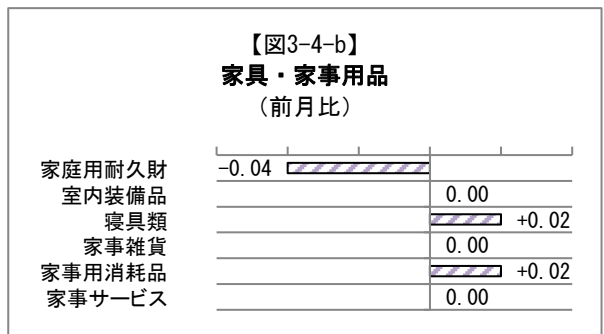 【図3-4-b】
家具・家事用品
（前月比）
家庭用耐久財 -0.04
室内装備品 0.00
寝具類 +0.02
家事雑貨 0.00
家事用消耗品 +0.02
家事サービス 0.00